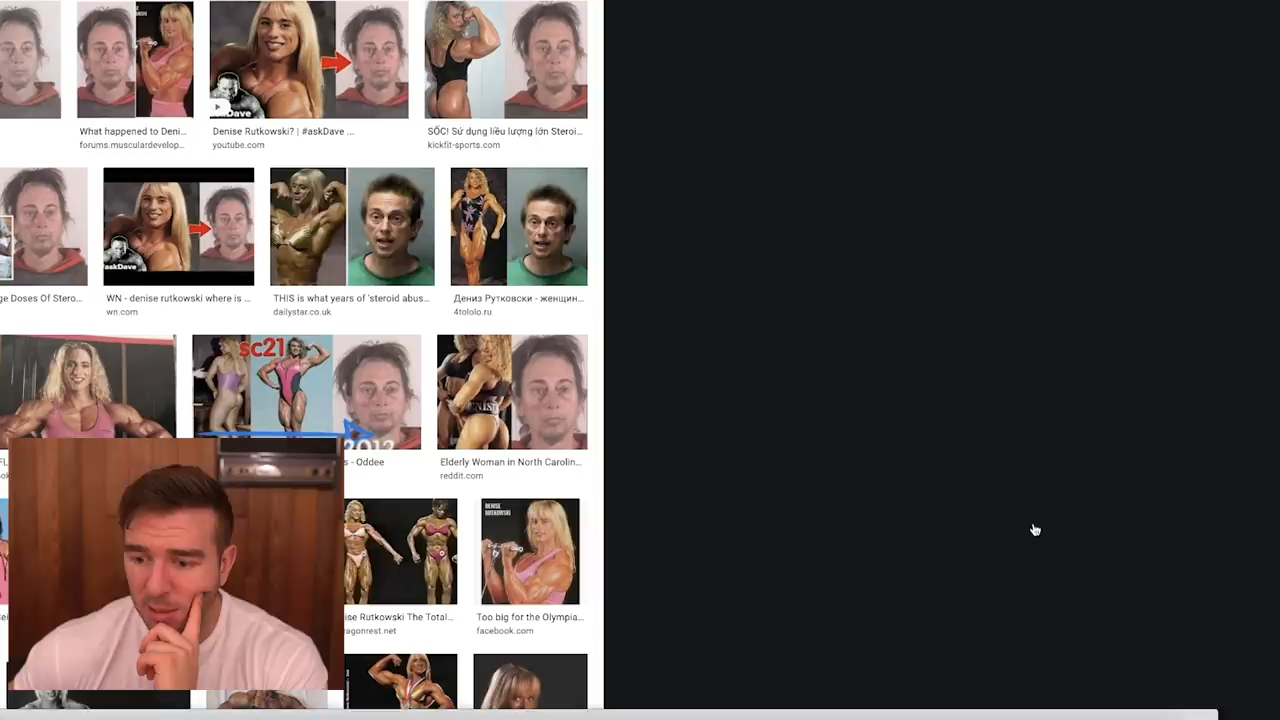 What happened to Deni...
forums.musculardevelop...
Denise Rutkowski? | #askDave ...
youtube.com
SỐC! Sử dụng liều lượng lớn Steroi...
kickfit-sports.com
askDave
ge Doses Of Stero...
WN - denise rutkowski where is ...
wn.com
THIS is what years of 'steroid abus...
dailystar.co.uk
Дениз Рутковски - женщин...
4tololo.ru
sc21
2012
s - Oddee
Elderly Woman in North Carolin...
reddit.com
DENISE
RUTKOWSKI
ise Rutkowski The Total...
ragonrest.net
Too big for the Olympia...
facebook.com